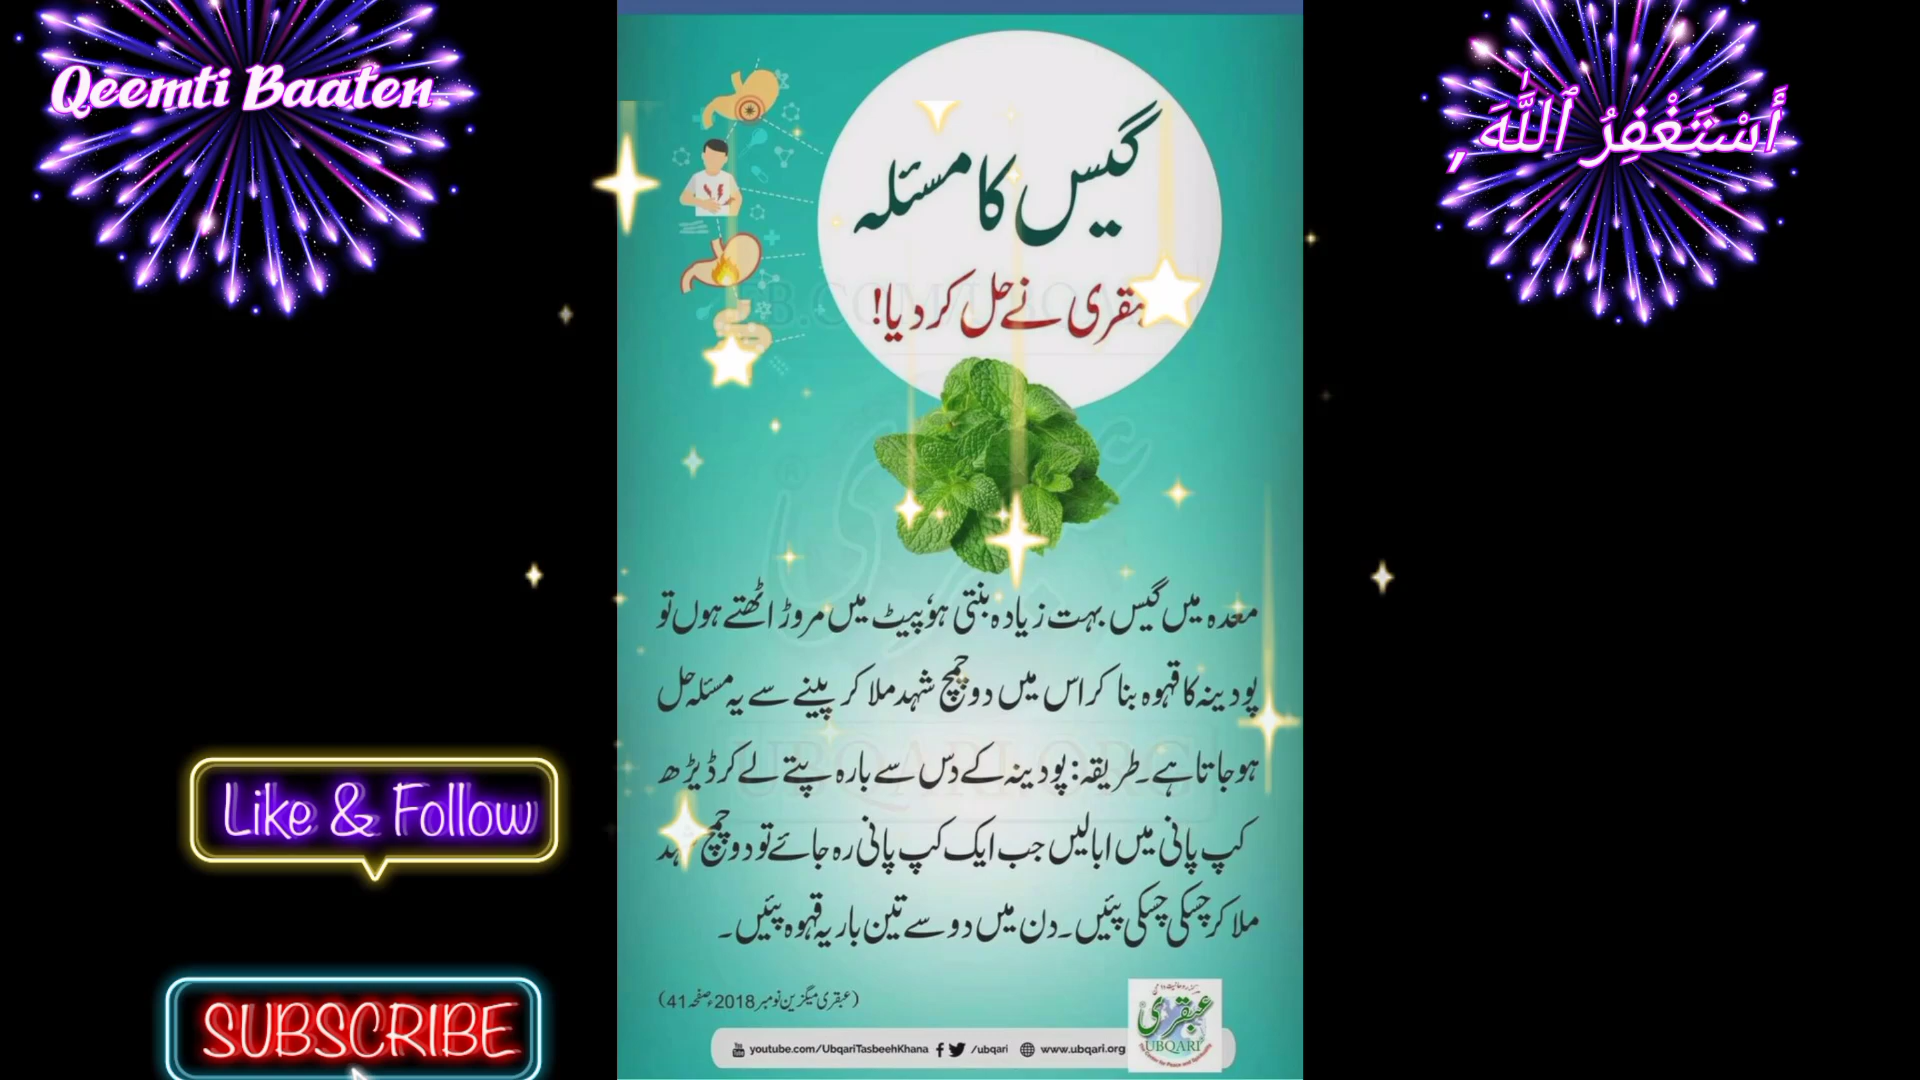 Qeemti Baaten
أَسْتَغْفِرُ ٱللَّٰهَ
گیس کا مسئلہ
نے حل کر دیا!
معدہ میں گیس بہت زیادہ بنتی ہو، پیٹ میں مروڑ اٹھتے ہوں تو
پودینہ کا قہوہ بنا کر اس میں دو چمچ شہد ملا کر پینے سے یہ مسئلہ حل
ہو جاتا ہے۔ طریقہ: پودینہ کے دس سے بارہ پتے لے کر ڈیڑھ
کپ پانی میں ابالیں جب ایک کپ پانی رہ جائے تو دو چمچ
ملا کر چسکی چسکی پئیں۔ دن میں دو سے تین بار یہ قہوہ پئیں۔
(عبقری میگزین نومبر 2018ء صفحہ 41)
عبقری
UBQARI
youtube.com/UbqariTasbeehKhana
/ubqari
www.ubqari.org
UBQARI.ORG
Like & Follow
SUBSCRIBE